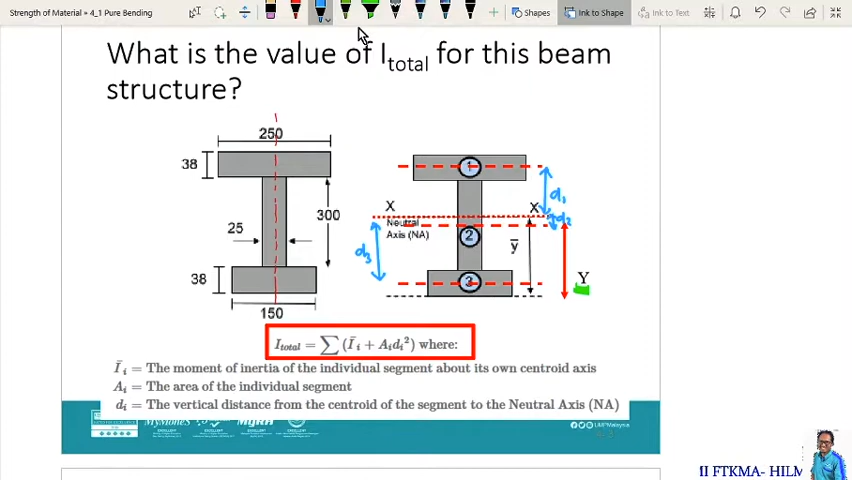 Strength of Material » 4_1 Pure Bending
Shapes
Ink to Shape
Ink to Text
What is the value of Itotal for this beam
structure?
250
38
1
d1
X
X
300
Neutral
Axis (NA)
d2
25
2
ȳ
d3
38
3
Y
150
Itotal = ∑ (Īi + Aidi²) where:
Īi = The moment of inertia of the individual segment about its own centroid axis
Ai = The area of the individual segment
di = The vertical distance from the centroid of the segment to the Neutral Axis (NA)
MyMohes
MyRA
II FTKMA- HILM